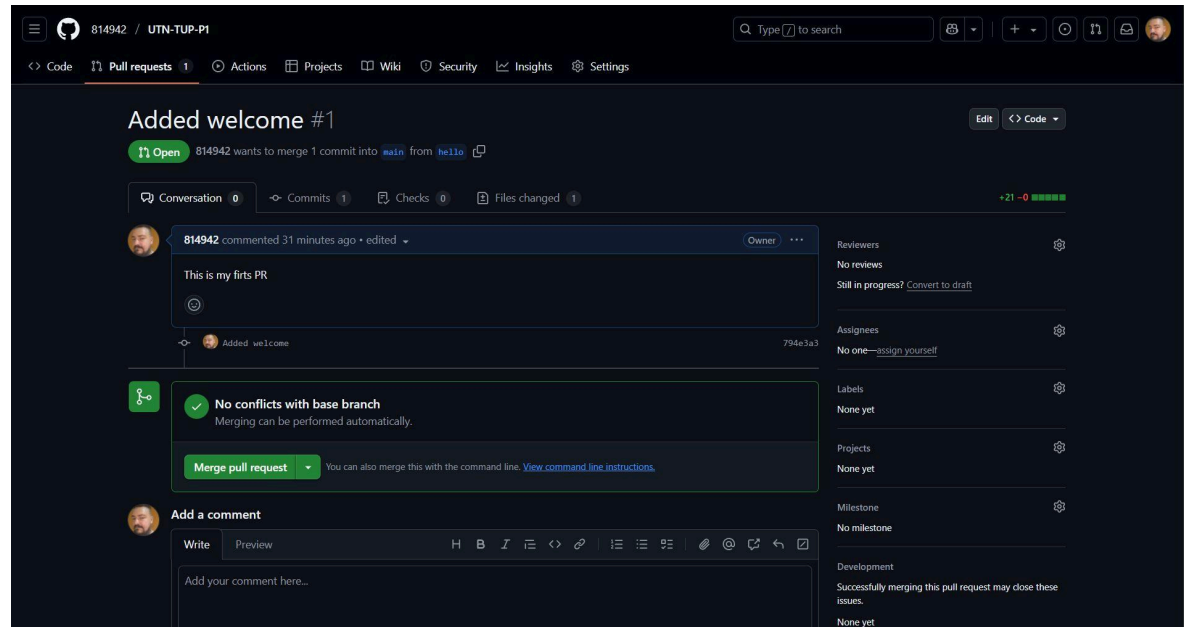 814942 / UTN-TUP-P1
Type / to search
Code
Pull requests 1
Actions
Projects
Wiki
Security
Insights
Settings
Added welcome #1
Edit
Code
Open
814942 wants to merge 1 commit into main from hello
Conversation 0
Commits 1
Checks 0
Files changed 1
+21 −0
814942 commented 31 minutes ago • edited
Owner
This is my firts PR
Added welcome
794e3a3
No conflicts with base branch
Merging can be performed automatically.
Merge pull request
You can also merge this with the command line. View command line instructions.
Add a comment
Write
Preview
Add your comment here...
Reviewers
No reviews
Still in progress? Convert to draft
Assignees
No one—assign yourself
Labels
None yet
Projects
None yet
Milestone
No milestone
Development
Successfully merging this pull request may close these
issues.
None yet